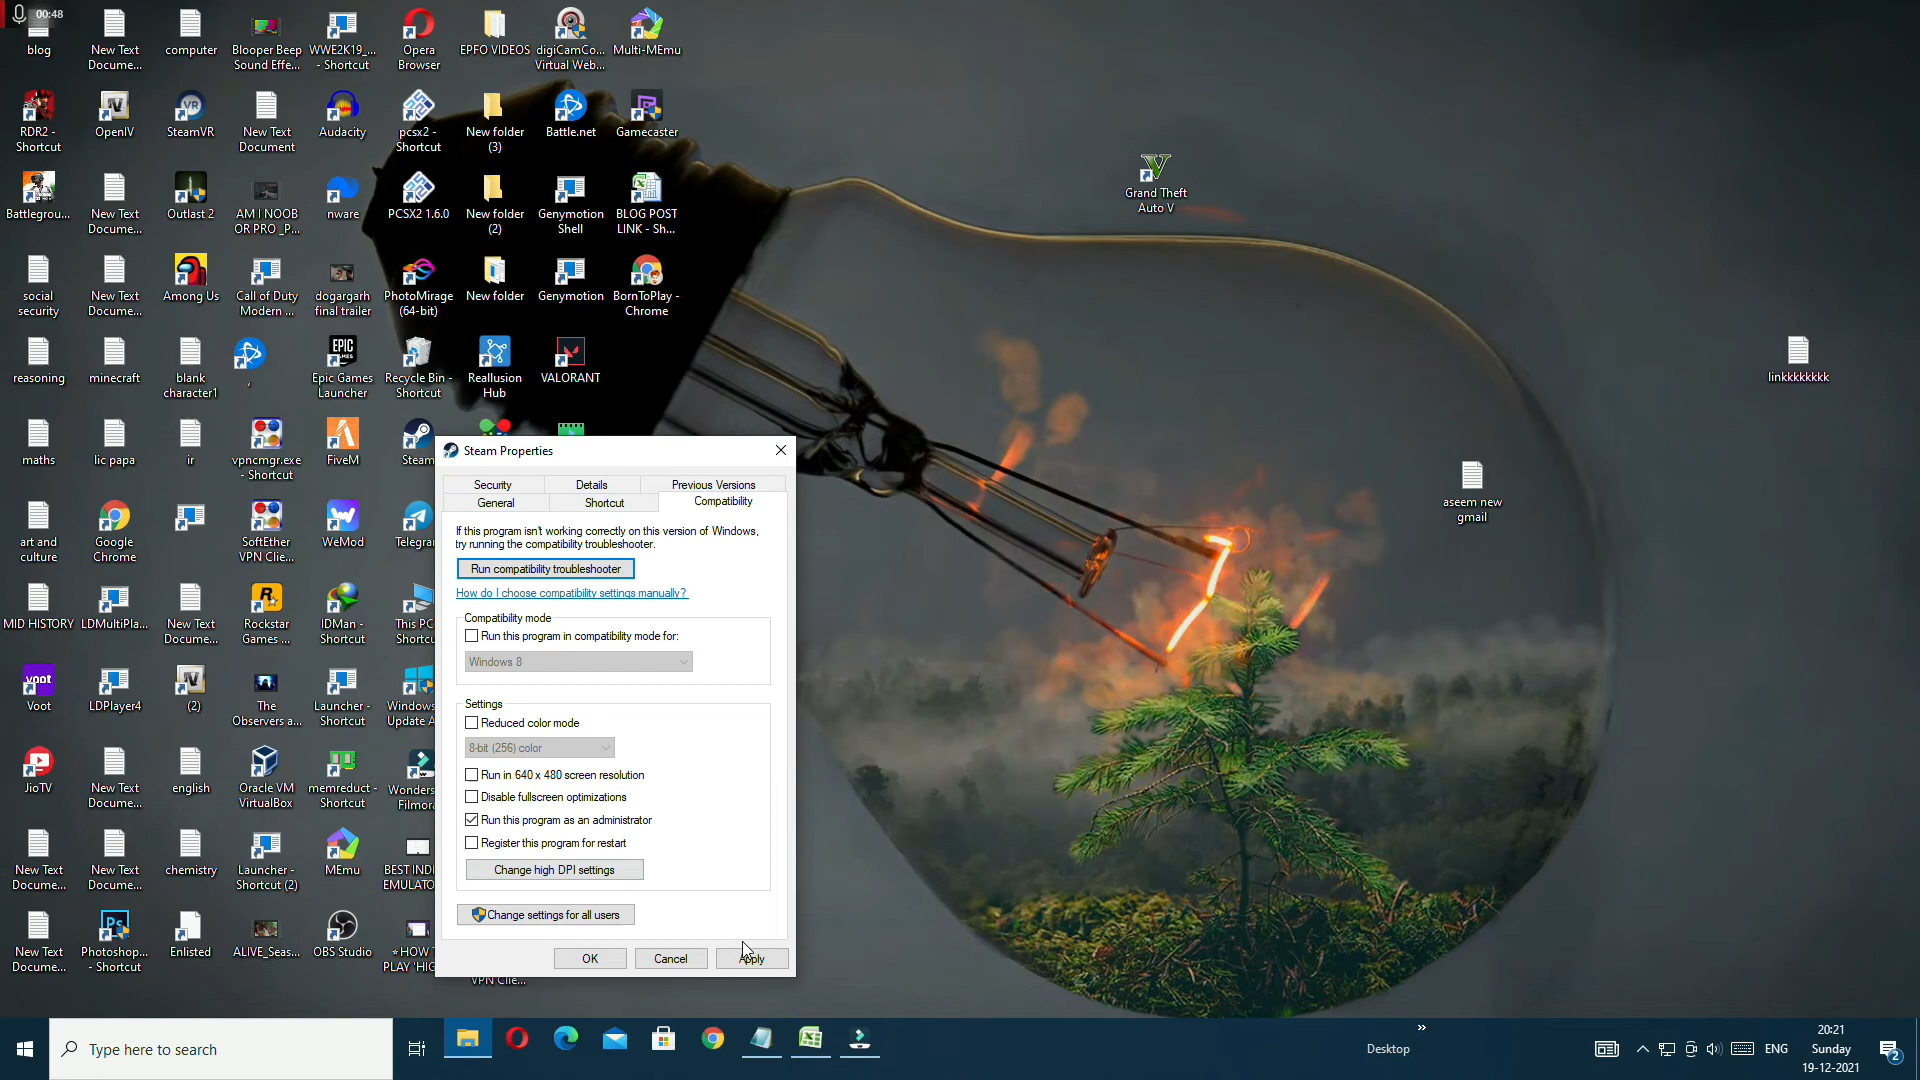 00:48
blog
New Text
Docume...
computer
Blooper Beep
Sound Effe...
WWE2K19_...
- Shortcut
Opera
Browser
EPFO VIDEOS
digiCamCo...
Virtual Web...
Multi-MEmu
RDR2 -
Shortcut
OpenIV
SteamVR
New Text
Document
Audacity
pcsx2 -
Shortcut
New folder
(3)
Battle.net
Gamecaster
Grand Theft
Auto V
Battlegrou...
New Text
Docume...
Outlast 2
AM I NOOB
OR PRO _P...
nware
PCSX2 1.6.0
New folder
(2)
Genymotion
Shell
BLOG POST
LINK - Sh...
social
security
New Text
Docume...
Among Us
Call of Duty
Modern ...
dogargarh
final trailer
PhotoMirage
(64-bit)
New folder
Genymotion
BornToPlay -
Chrome
reasoning
minecraft
blank
character1
,
EPIC
GAMES
Epic Games
Launcher
Recycle Bin -
Shortcut
Reallusion
Hub
VALORANT
linkkkkkkkk
maths
lic papa
ir
vpncmgr.exe
- Shortcut
FiveM
Steam
aseem new
gmail
art and
culture
Google
Chrome
SoftEther
VPN Clie...
WeMod
Telegra
MID HISTORY
LDMultiPla...
New Text
Docume...
Rockstar
Games ...
IDMan -
Shortcut
This PC
Shortcu
voot
Voot
LDPlayer4
(2)
The
Observers a...
Launcher -
Shortcut
Windows
Update A
JioTV
New Text
Docume...
english
Oracle VM
VirtualBox
memreduct -
Shortcut
Wonders
Filmora
New Text
Docume...
New Text
Docume...
chemistry
Launcher -
Shortcut (2)
MEmu
BEST INDI
EMULATO
New Text
Docume...
Photoshop...
- Shortcut
Enlisted
ALIVE_Seas...
OBS Studio
HOW T
PLAY 'HIG
VPN Clie...
Steam Properties
Security
Details
Previous Versions
General
Shortcut
Compatibility
If this program isn't working correctly on this version of Windows,
try running the compatibility troubleshooter.
Run compatibility troubleshooter
How do I choose compatibility settings manually?
Compatibility mode
Run this program in compatibility mode for:
Windows 8
Settings
Reduced color mode
8-bit (256) color
Run in 640 x 480 screen resolution
Disable fullscreen optimizations
Run this program as an administrator
Register this program for restart
Change high DPI settings
Change settings for all users
OK
Cancel
Apply
Type here to search
Desktop
»
ENG
20:21
Sunday
19-12-2021
2